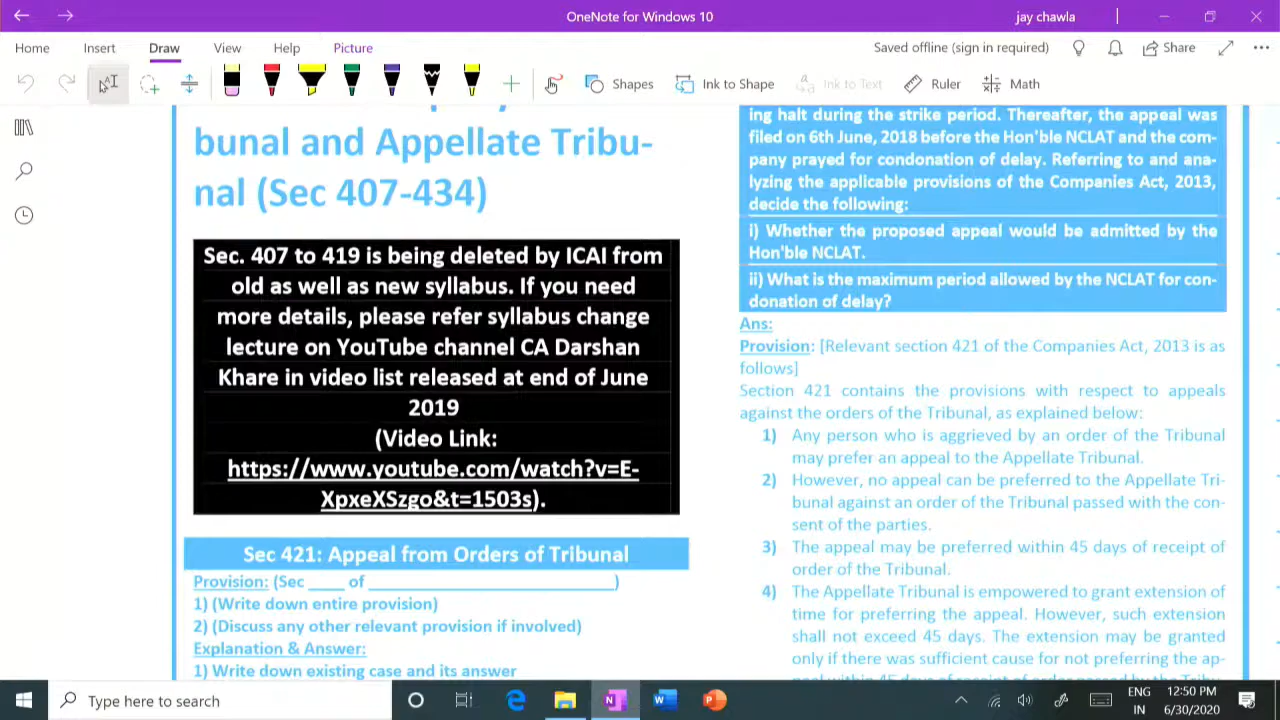 OneNote for Windows 10
jay chawla
Home Insert Draw View Help Picture
Saved offline (sign in required)
Share
Shapes
Ink to Shape
Ink to Text
Ruler
Math
bunal and Appellate Tribu-
nal (Sec 407-434)
Sec. 407 to 419 is being deleted by ICAI from
old as well as new syllabus. If you need
more details, please refer syllabus change
lecture on YouTube channel CA Darshan
Khare in video list released at end of June
2019
(Video Link:
https://www.youtube.com/watch?v=E-
XpxeXSzgo&t=1503s).
Sec 421: Appeal from Orders of Tribunal
Provision: (Sec ____ of ______________________________)
1) (Write down entire provision)
2) (Discuss any other relevant provision if involved)
Explanation & Answer:
1) Write down existing case and its answer
ing halt during the strike period. Thereafter, the appeal was
filed on 6th June, 2018 before the Hon'ble NCLAT and the com-
pany prayed for condonation of delay. Referring to and ana-
lyzing the applicable provisions of the Companies Act, 2013,
decide the following:
i) Whether the proposed appeal would be admitted by the
Hon'ble NCLAT.
ii) What is the maximum period allowed by the NCLAT for con-
donation of delay?
Ans:
Provision: [Relevant section 421 of the Companies Act, 2013 is as
follows]
Section 421 contains the provisions with respect to appeals
against the orders of the Tribunal, as explained below:
1) Any person who is aggrieved by an order of the Tribunal
may prefer an appeal to the Appellate Tribunal.
2) However, no appeal can be preferred to the Appellate Tri-
bunal against an order of the Tribunal passed with the con-
sent of the parties.
3) The appeal may be preferred within 45 days of receipt of
order of the Tribunal.
4) The Appellate Tribunal is empowered to grant extension of
time for preferring the appeal. However, such extension
shall not exceed 45 days. The extension may be granted
only if there was sufficient cause for not preferring the ap-
Type here to search
ENG
IN
12:50 PM
6/30/2020